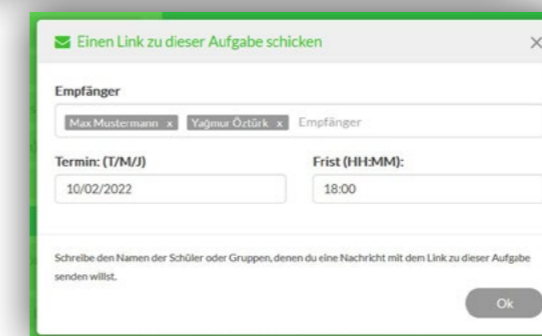 Einen Link zu dieser Aufgabe schicken
×
Empfänger
Max Mustermann x Yağmur Öztürk x Empfänger
Termin: (T/M/J) Frist (HH:MM):
10/02/2022 18:00
Schreibe den Namen der Schüler oder Gruppen, denen du eine Nachricht mit dem Link zu dieser Aufgabe
senden willst.
Ok